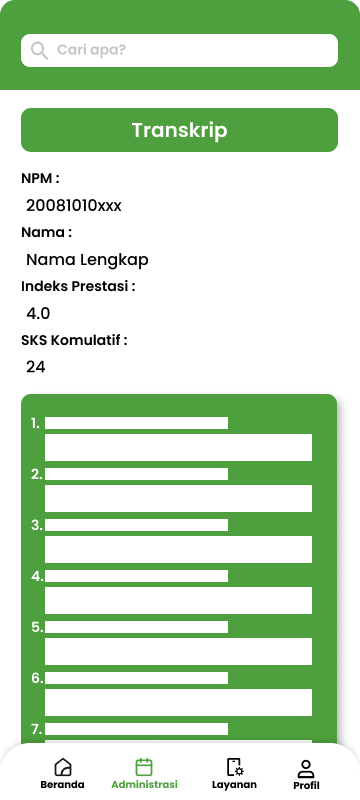 Cari apa?
Transkrip
NPM :
20081010xxx
Nama :
Nama Lengkap
Indeks Prestasi :
4.0
SKS Komulatif :
24
1.
2.
3.
4.
5.
6.
7.
Beranda Administrasi Layanan Profil